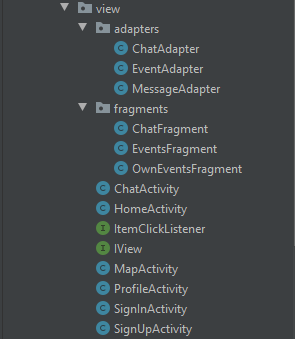 view
adapters
C ChatAdapter
C EventAdapter
C MessageAdapter
fragments
C ChatFragment
C EventsFragment
C OwnEventsFragment
C ChatActivity
C HomeActivity
I ItemClickListener
I IView
C MapActivity
C ProfileActivity
C SignInActivity
C SignUpActivity